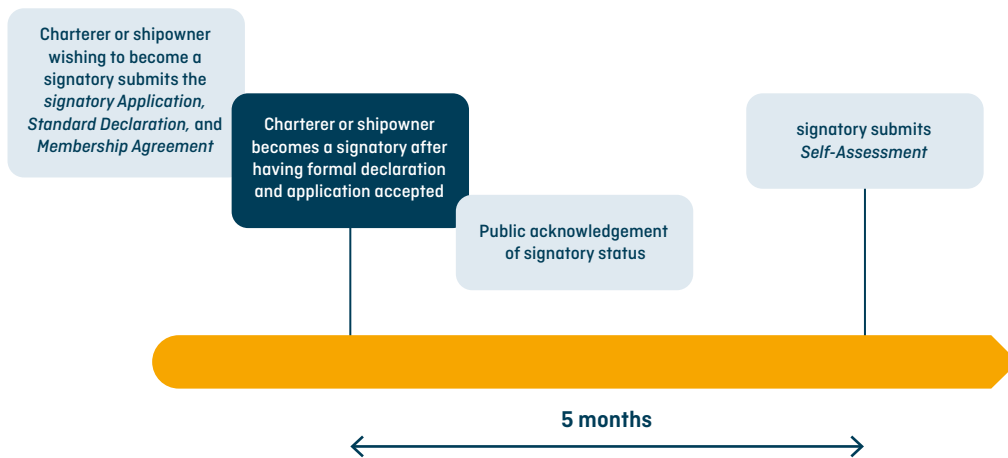 Charterer or shipowner
wishing to become a
signatory submits the
signatory Application,
Standard Declaration, and
Membership Agreement
Charterer or shipowner
becomes a signatory after
having formal declaration
and application accepted
Public acknowledgement
of signatory status
signatory submits
Self-Assessment
5 months